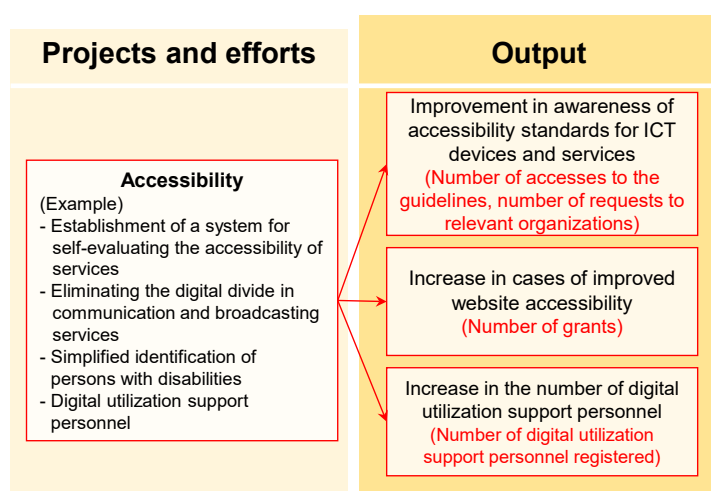 Projects and efforts
Output
Accessibility
(Example)
- Establishment of a system for
self-evaluating the accessibility of
services
- Eliminating the digital divide in
communication and broadcasting
services
- Simplified identification of
persons with disabilities
- Digital utilization support
personnel
Improvement in awareness of
accessibility standards for ICT
devices and services
(Number of accesses to the
guidelines, number of requests to
relevant organizations)
Increase in cases of improved
website accessibility
(Number of grants)
Increase in the number of digital
utilization support personnel
(Number of digital utilization
support personnel registered)